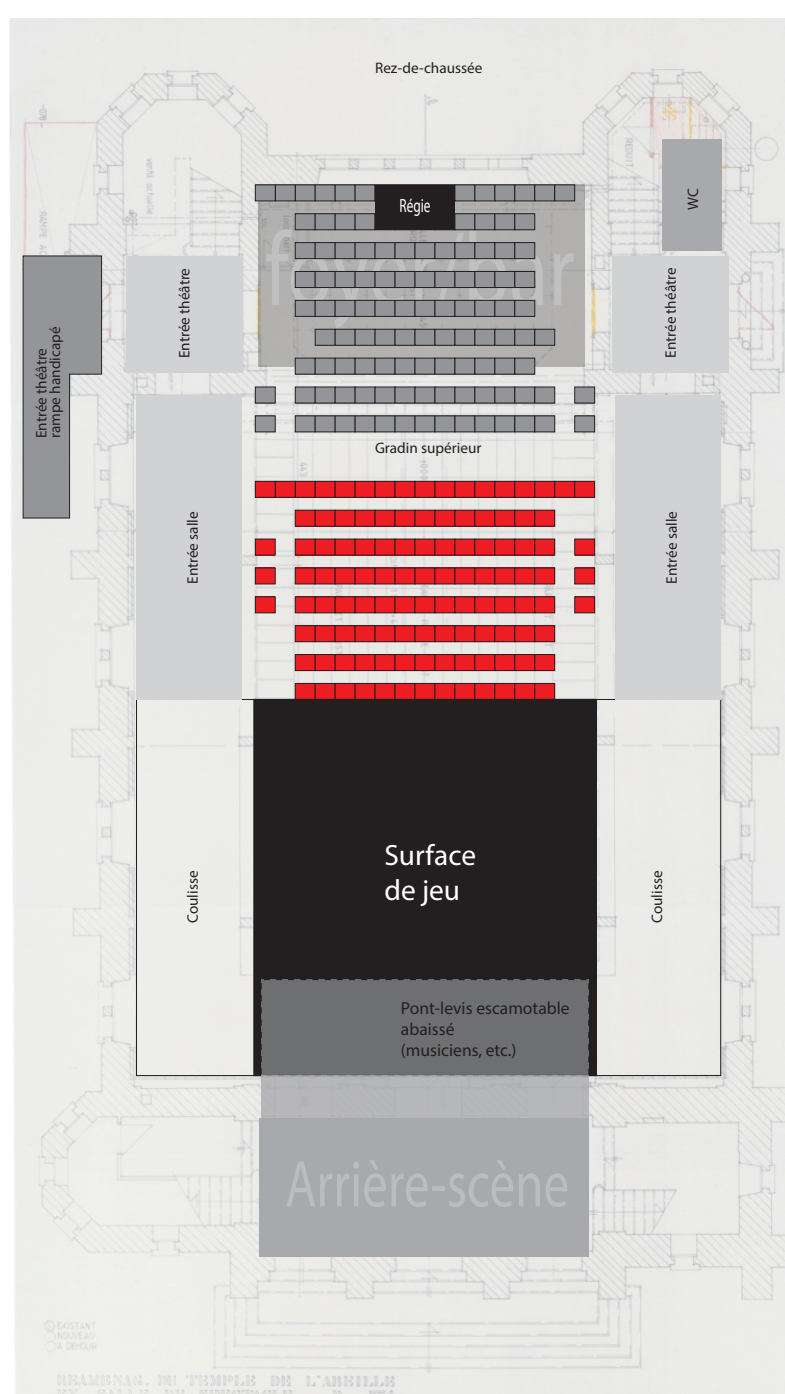 Rez-de-chaussée
Régie
foyer/bar
WC
Entrée théâtre
Entrée théâtre
Entrée théâtre
rampe handicapé
Gradin supérieur
Entrée salle
Entrée salle
Surface
de jeu
Coulisse
Coulisse
Pont-levis escamotable
abaissé
(musiciens, etc.)
Arrière-scène
EXISTANT
NOUVEAU
A DEMOLIR
REAMENAG. DU TEMPLE DE L'ABEILLE